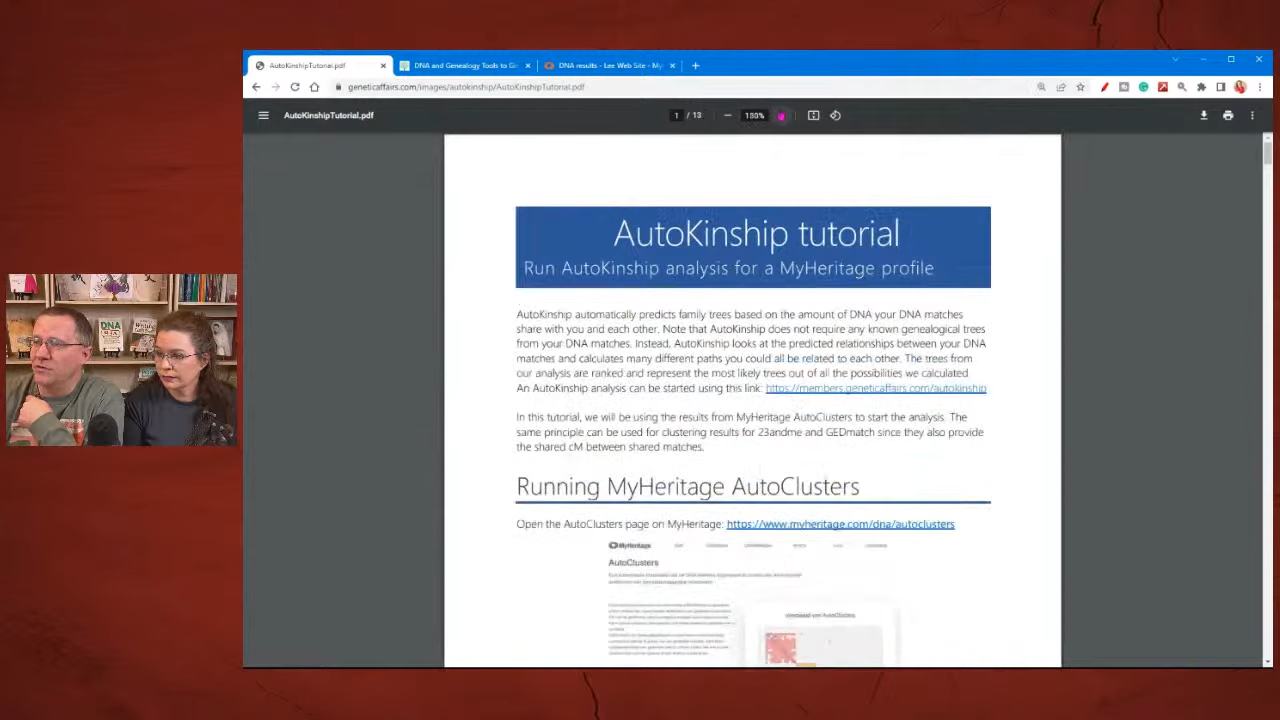 AutoKinshipTutorial.pdf
DNA and Genealogy Tools to G
DNA results - Lee Web Site - My
geneticaffairs.com/images/autokinship/AutoKinshipTutorial.pdf
AutoKinshipTutorial.pdf
1 / 13
180%
AutoKinship tutorial
Run AutoKinship analysis for a MyHeritage profile
AutoKinship automatically predicts family trees based on the amount of DNA your DNA matches
share with you and each other. Note that AutoKinship does not require any known genealogical trees
from your DNA matches. Instead, AutoKinship looks at the predicted relationships between your DNA
matches and calculates many different paths you could all be related to each other. The trees from
our analysis are ranked and represent the most likely trees out of all the possibilities we calculated.
An AutoKinship analysis can be started using this link: https://members.geneticaffairs.com/autokinship
In this tutorial, we will be using the results from MyHeritage AutoClusters to start the analysis. The
same principle can be used for clustering results for 23andme and GEDmatch since they also provide
the shared cM between shared matches.
Running MyHeritage AutoClusters
Open the AutoClusters page on MyHeritage: https://www.myheritage.com/dna/autoclusters
MyHeritage
AutoClusters
DNA